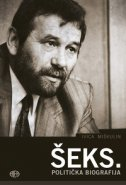 IVICA MIŠKULIN
ŠEKS.
POLITIČKA BIOGRAFIJA